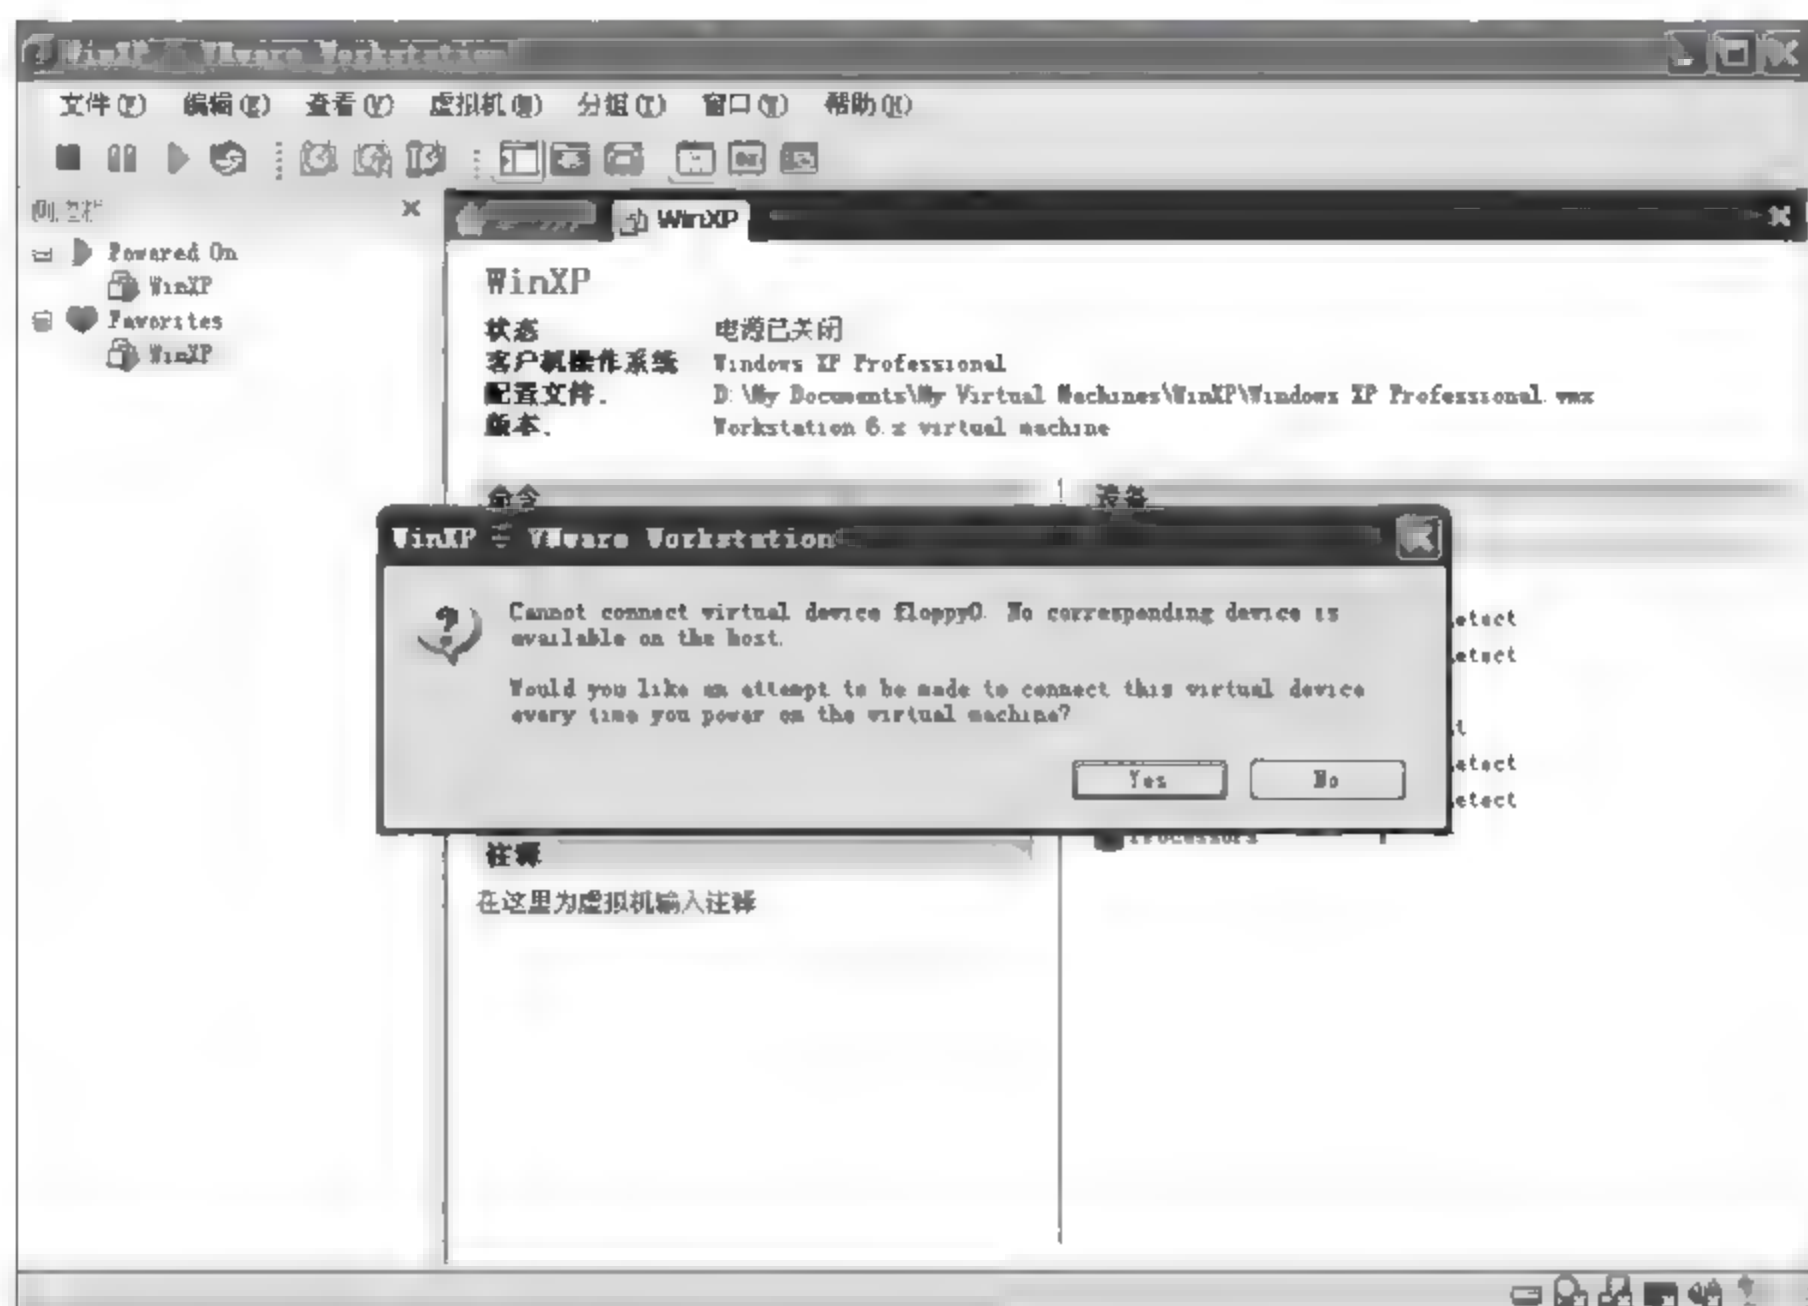 WinXP - VMware Workstation
文件(F) 编辑(E) 查看(V) 虚拟机(M) 分组(T) 窗口(W) 帮助(H)
侧边栏
WinXP
Powered On
WinXP
Favorites
WinXP
WinXP
状态 电源已关闭
客户机操作系统 Windows XP Professional
配置文件. D:\My Documents\My Virtual Machines\WinXP\Windows XP Professional.vmx
版本. Workstation 6.x virtual machine
命令 设备
WinXP - VMware Workstation
Cannot connect virtual device floppy0. No corresponding device is
available on the host.
Would you like an attempt to be made to connect this virtual device
every time you power on the virtual machine?
Yes No
etect
etect
t
etect
etect
Processors
注释
在这里为虚拟机输入注释